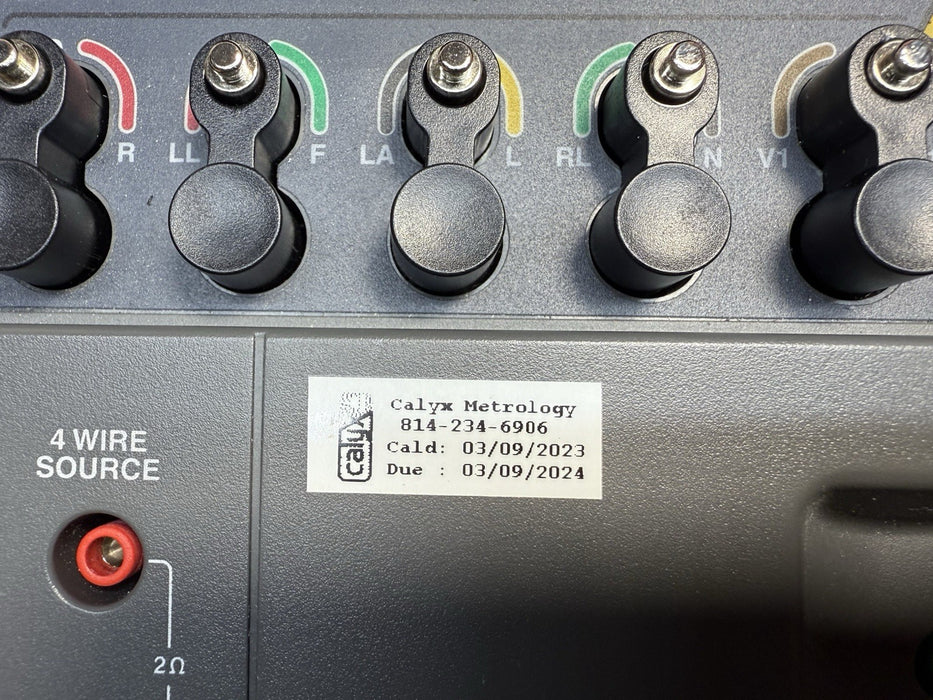 R LL F LA L RL N V1
Calyx Metrology
814-234-6906
Cald: 03/09/2023
Due : 03/09/2024
calyx
4 WIRE
SOURCE
2Ω